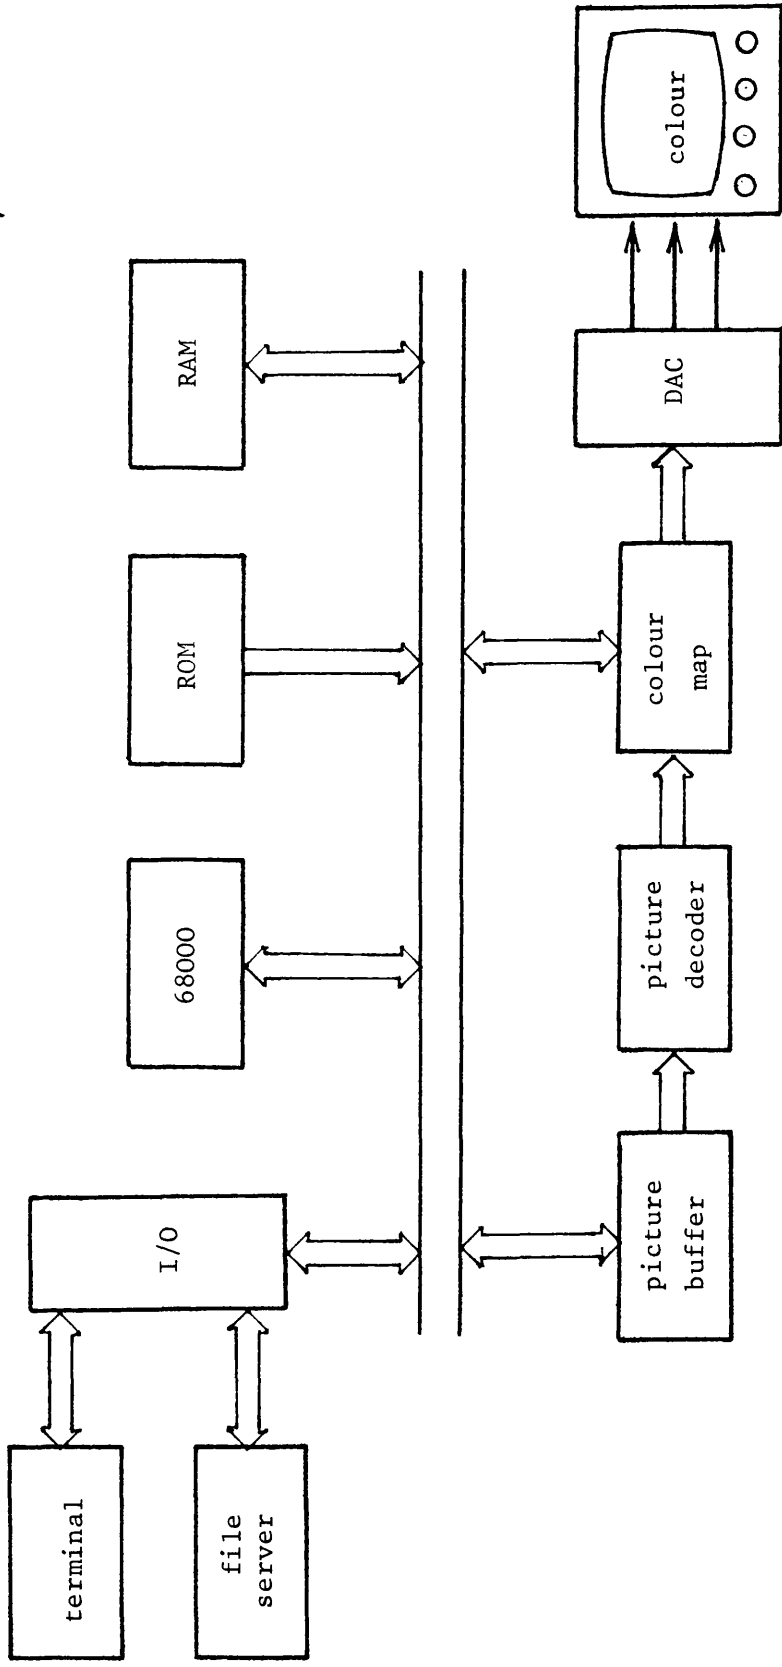 terminal
file
server
I/O
68000
ROM
RAM
picture
buffer
picture
decoder
colour
map
DAC
colour